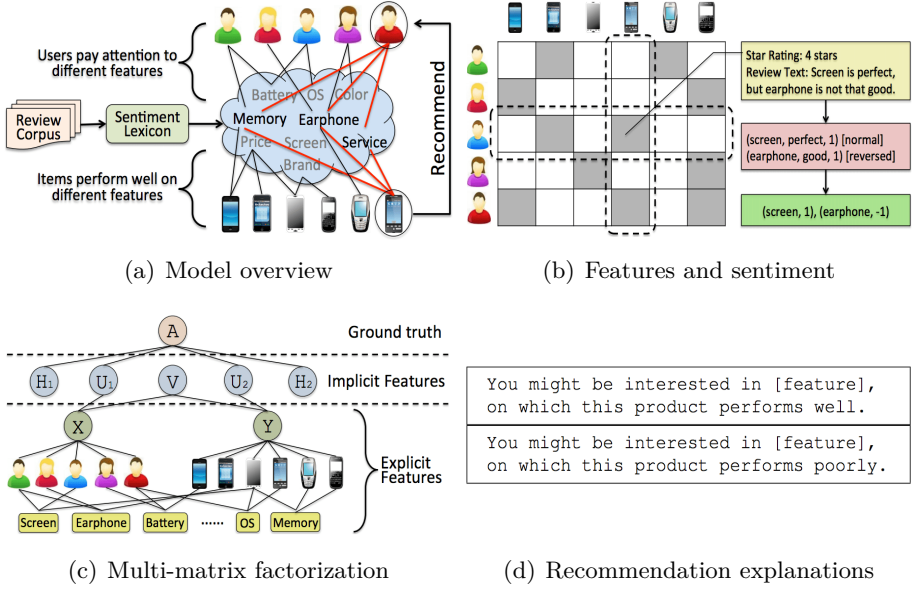 Users pay attention to
different features
Review
Corpus
Sentiment
Lexicon
Items perform well on
different features
Battery OS Color
Memory Earphone
Price Screen Service
Brand
Recommend
(a) Model overview
Star Rating: 4 stars
Review Text: Screen is perfect,
but earphone is not that good.
(screen, perfect, 1) [normal]
(earphone, good, 1) [reversed]
(screen, 1), (earphone, -1)
(b) Features and sentiment
A
Ground truth
H1 U1 V U2 H2
Implicit Features
X Y
Explicit
Features
Screen Earphone Battery ...... OS Memory
(c) Multi-matrix factorization
You might be interested in [feature],
on which this product performs well.
You might be interested in [feature],
on which this product performs poorly.
(d) Recommendation explanations